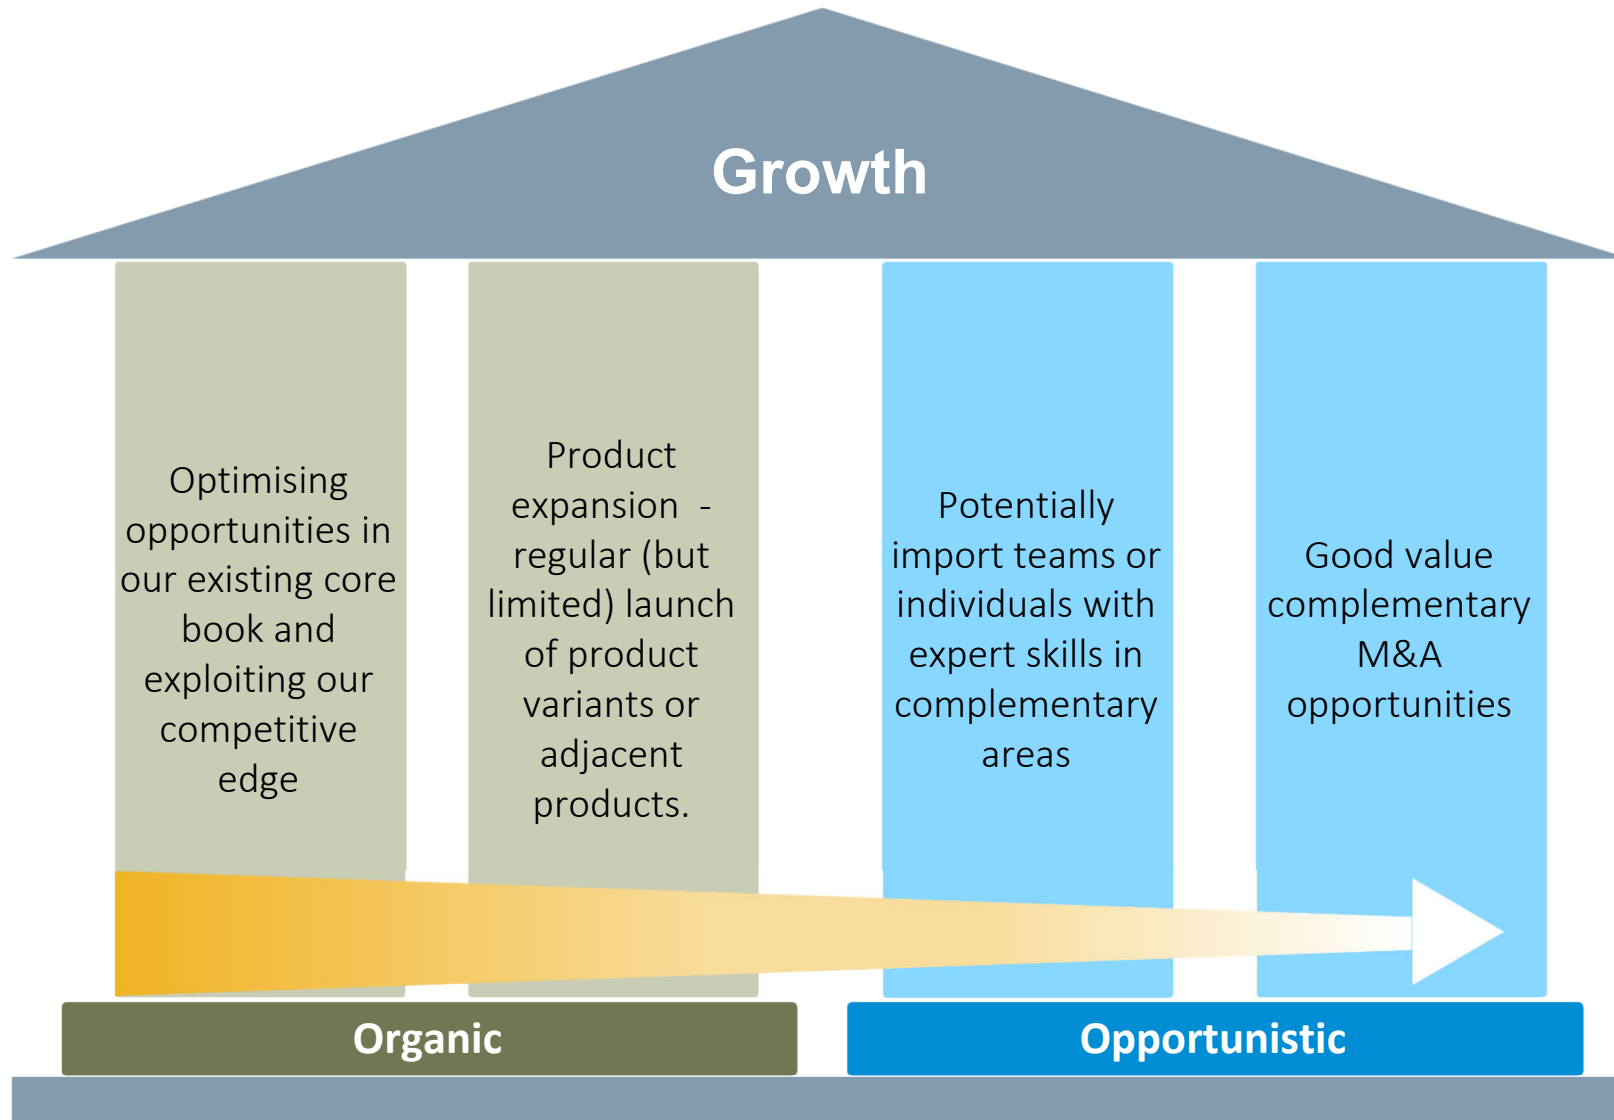 Growth
Optimising
opportunities in
our existing core
book and
exploiting our
competitive
edge
Product
expansion  -
regular (but
limited) launch
of product
variants or
adjacent
products.
Potentially
import teams or
individuals with
expert skills in
complementary
areas
Good value
complementary
M&A
opportunities
Organic
Opportunistic